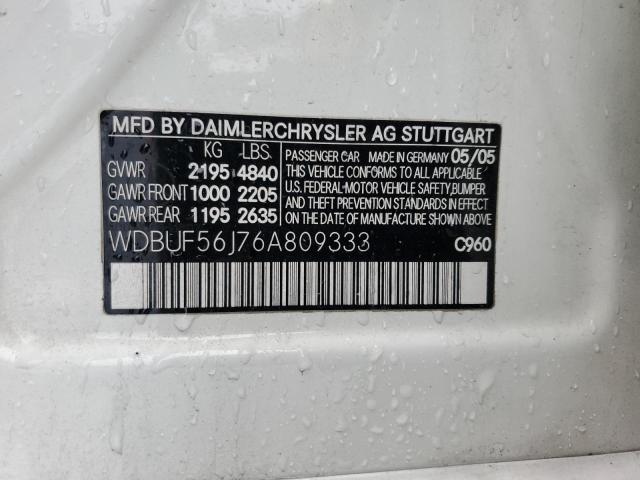 MFD BY DAIMLERCHRYSLER AG STUTTGART
KG LBS
GVWR 2195 4840
GAWR FRONT 1000 2205
GAWR REAR 1195 2635
PASSENGER CAR MADE IN GERMANY 05/05
THIS VEHICLE CONFORMS TO ALL APPLICABLE
U.S. FEDERAL-MOTOR VEHICLE SAFETY, BUMPER
AND THEFT PREVENTION STANDARDS IN EFFECT
ON THE DATE OF MANUFACTURE SHOWN ABOVE
WDBUF56J76A809333 C960